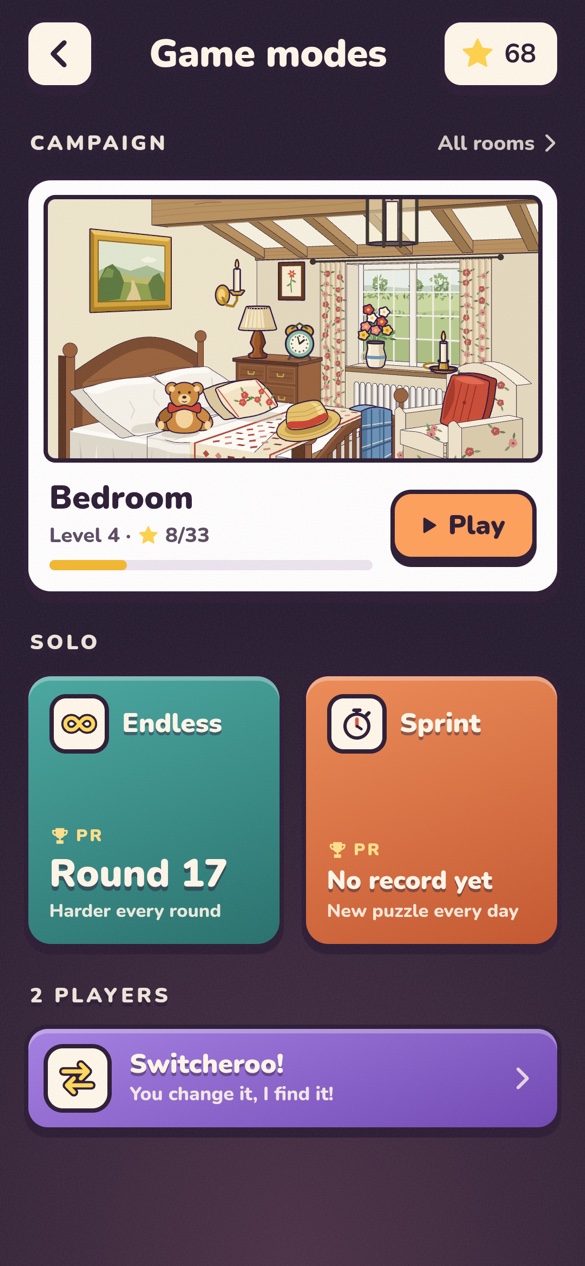 Game modes
68
CAMPAIGN
All rooms
Bedroom
Level 4 · 8/33
Play
SOLO
Endless
PR
Round 17
Harder every round
Sprint
PR
No record yet
New puzzle every day
2 PLAYERS
Switcheroo!
You change it, I find it!